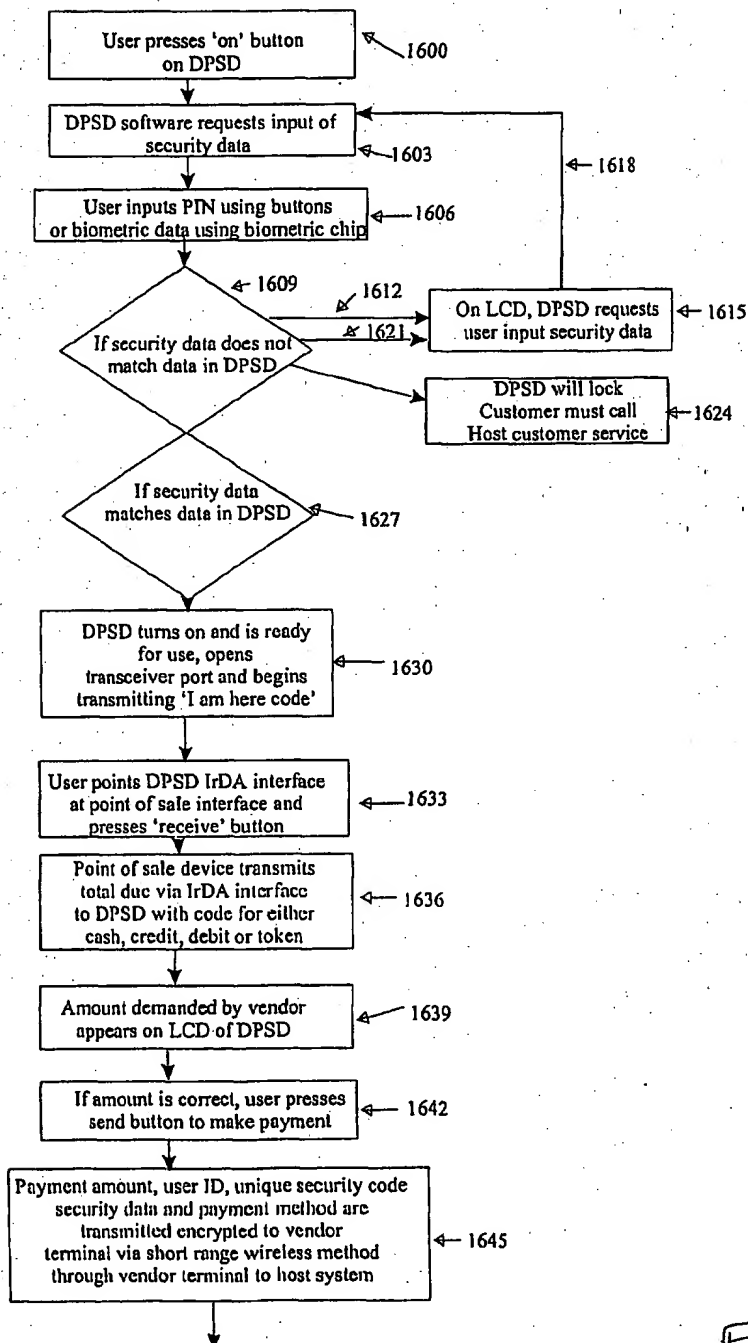 User presses ‘on’ button
on DPSD
1600
DPSD software requests input of
security data
1603
1618
User inputs PIN using buttons
or biometric data using biometric chip
1606
1609
1612
1621
If security data does not
match data in DPSD
On LCD, DPSD requests
user input security data
1615
DPSD will lock
Customer must call
Host customer service
1624
If security data
matches data in DPSD
1627
DPSD turns on and is ready
for use, opens
transceiver port and begins
transmitting ‘I am here code’
1630
User points DPSD IrDA interface
at point of sale interface and
presses ‘receive’ button
1633
Point of sale device transmits
total due via IrDA interface
to DPSD with code for either
cash, credit, debit or token
1636
Amount demanded by vendor
appears on LCD of DPSD
1639
If amount is correct, user presses
send button to make payment
1642
Payment amount, user ID, unique security code
security data and payment method are
transmitted encrypted to vendor
terminal via short range wireless method
through vendor terminal to host system
1645